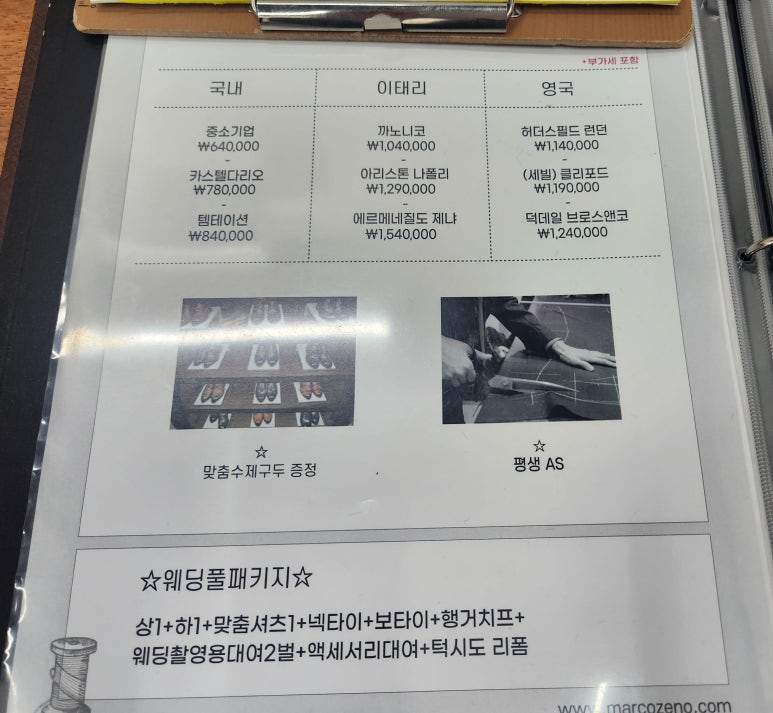 *부가세 포함
국내
이태리
영국
중소기업
₩640,000
-
카스텔다리오
₩780,000
-
템테이션
₩840,000
까노니코
₩1,040,000
-
아리스톤 나폴리
₩1,290,000
-
에르메네질도 제냐
₩1,540,000
허더스필드 런던
₩1,140,000
-
(세빌) 클리포드
₩1,190,000
-
덕데일 브로스앤코
₩1,240,000
☆
맞춤수제구두 증정
☆
평생 AS
☆웨딩풀패키지☆
상1+하1+맞춤셔츠1+넥타이+보타이+행거치프+
웨딩촬영용대여2벌+액세서리대여+턱시도 리폼
www.marcozeno.com